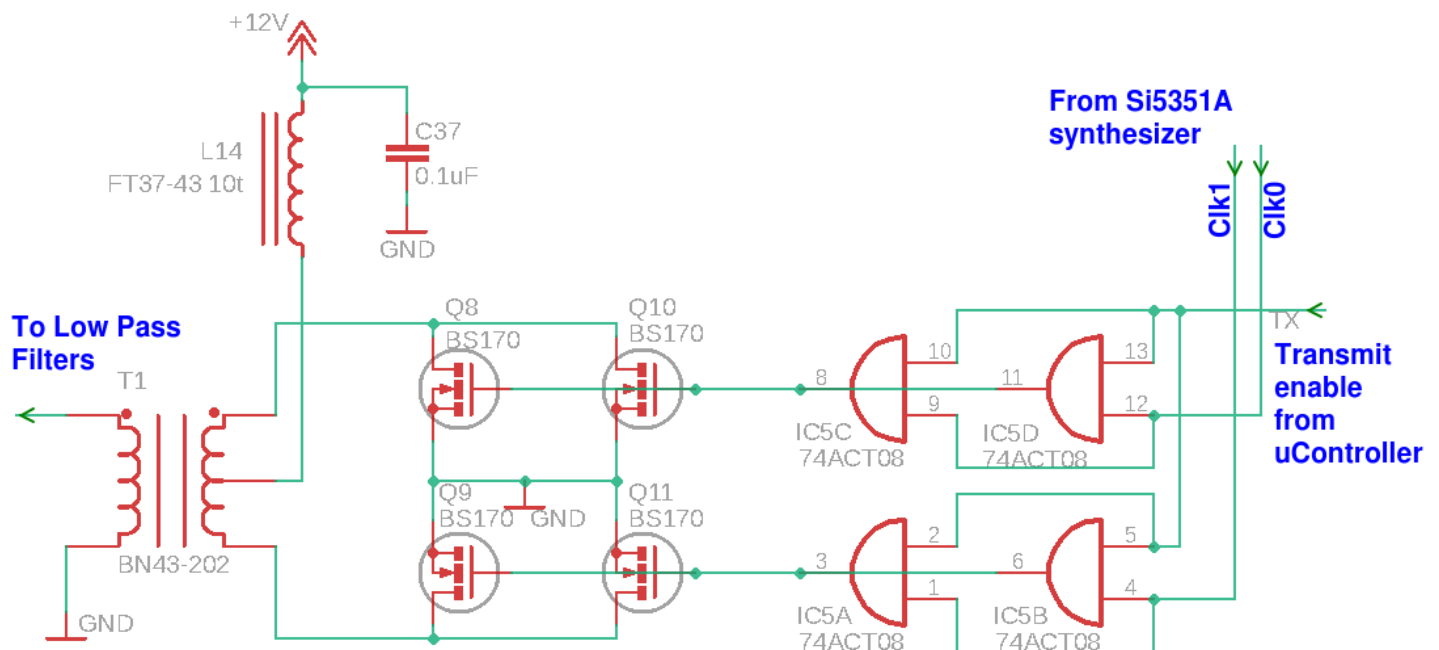 +12V
From Si5351A
synthesizer
C37
L14
0.1uF
FT37-43 10t
Clk1
Clk0
GND
Q8
Q10
To Low Pass
Filters
BS170
BS170
TX
10
13
Transmit
enable
from
uController
T1
8
11
9
12
IC5C
IC5D
74ACT08
74ACT08
Q9
Q11
BS170
GND
BS170
2
5
BN43-202
3
6
1
4
GND
IC5A
IC5B
74ACT08
74ACT08